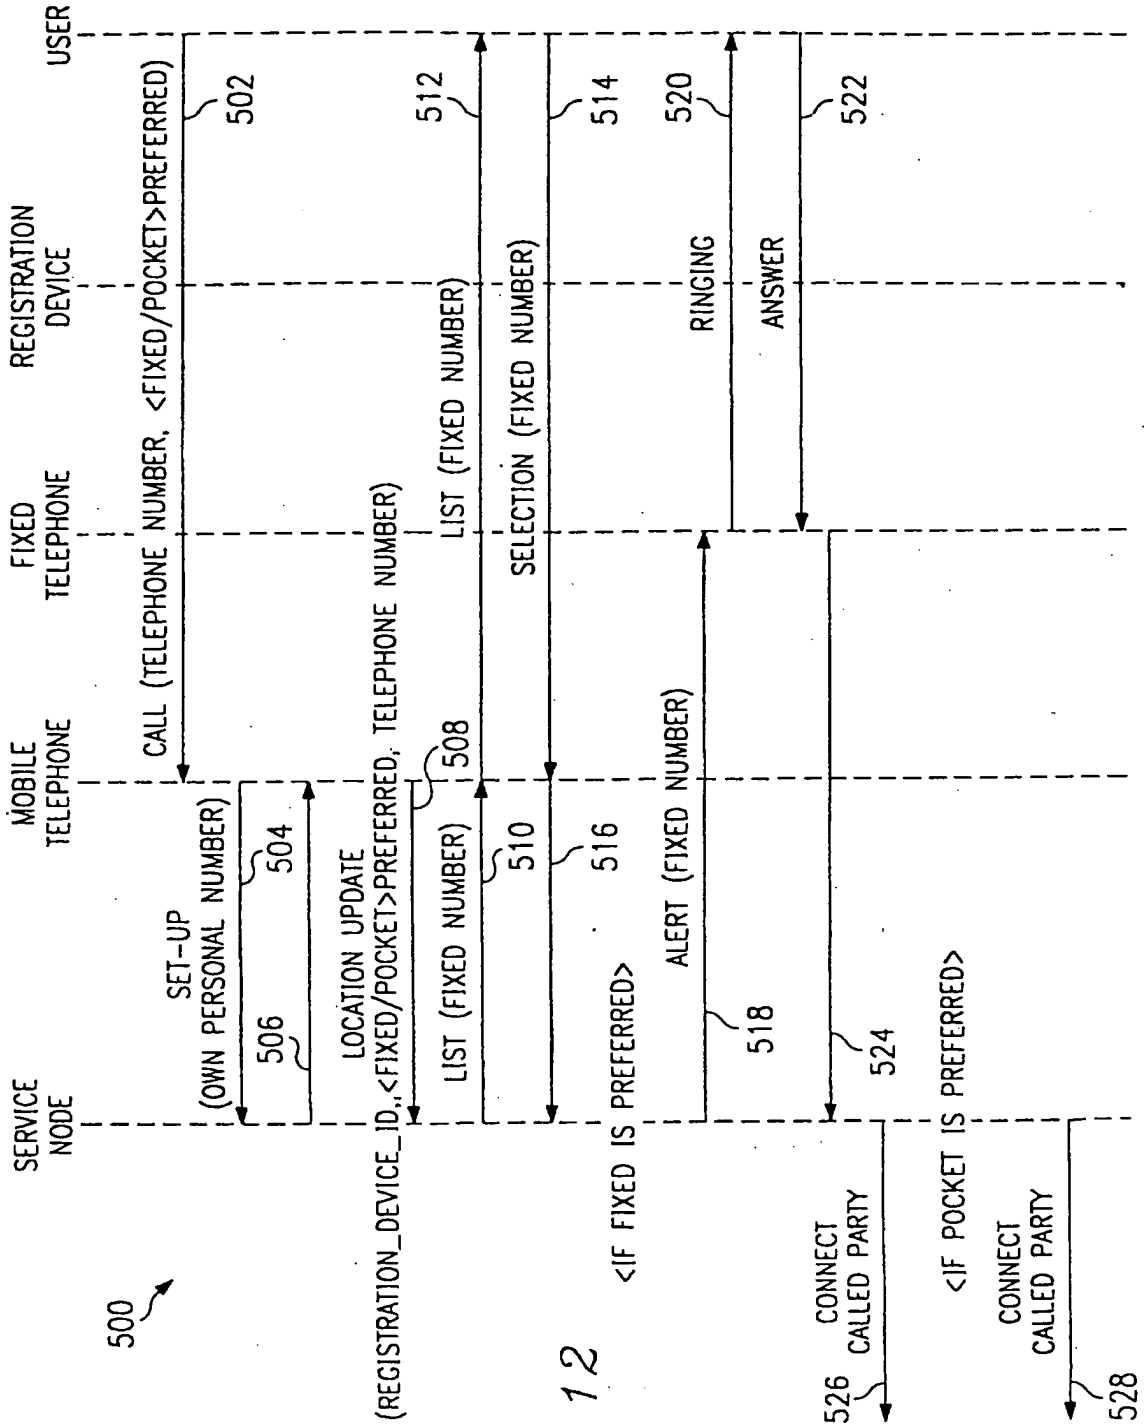 500
SERVICE
NODE
MOBILE
TELEPHONE
FIXED
TELEPHONE
REGISTRATION
DEVICE
USER
CALL (TELEPHONE NUMBER, <FIXED/POCKET>PREFERRED)
502
SET-UP
(OWN PERSONAL NUMBER)
504
506
LOCATION UPDATE
(REGISTRATION_DEVICE_ID,,<FIXED/POCKET>PREFERRED, TELEPHONE NUMBER)
508
LIST (FIXED NUMBER)
510
LIST (FIXED NUMBER)
512
SELECTION (FIXED NUMBER)
514
516
<IF FIXED IS PREFERRED>
ALERT (FIXED NUMBER)
518
RINGING
520
ANSWER
522
524
CONNECT
CALLED PARTY
526
<IF POCKET IS PREFERRED>
CONNECT
CALLED PARTY
528
12